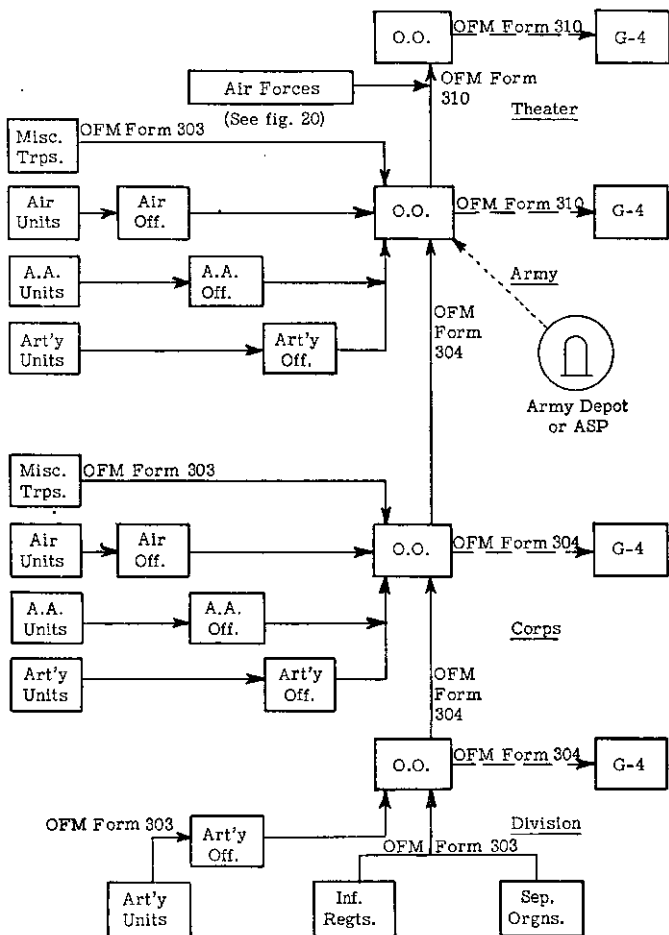 O.O.
OFM Form 310
G-4
Air Forces
(See fig. 20)
OFM Form
310
Theater
Misc.
Trps.
OFM Form 303
Air
Units
Air
Off.
O.O.
OFM Form 310
G-4
A.A.
Units
A.A.
Off.
Army
Art'y
Units
Art'y
Off.
OFM
Form
304
Army Depot
or ASP
Misc.
Trps.
OFM Form 303
Air
Units
Air
Off.
O.O.
OFM Form 304
G-4
A.A.
Units
A.A.
Off.
Corps
Art'y
Units
Art'y
Off.
OFM
Form
304
O.O.
OFM Form 304
G-4
OFM Form 303
Art'y
Off.
Division
OFM Form 303
Art'y
Units
Inf.
Regts.
Sep.
Orgns.